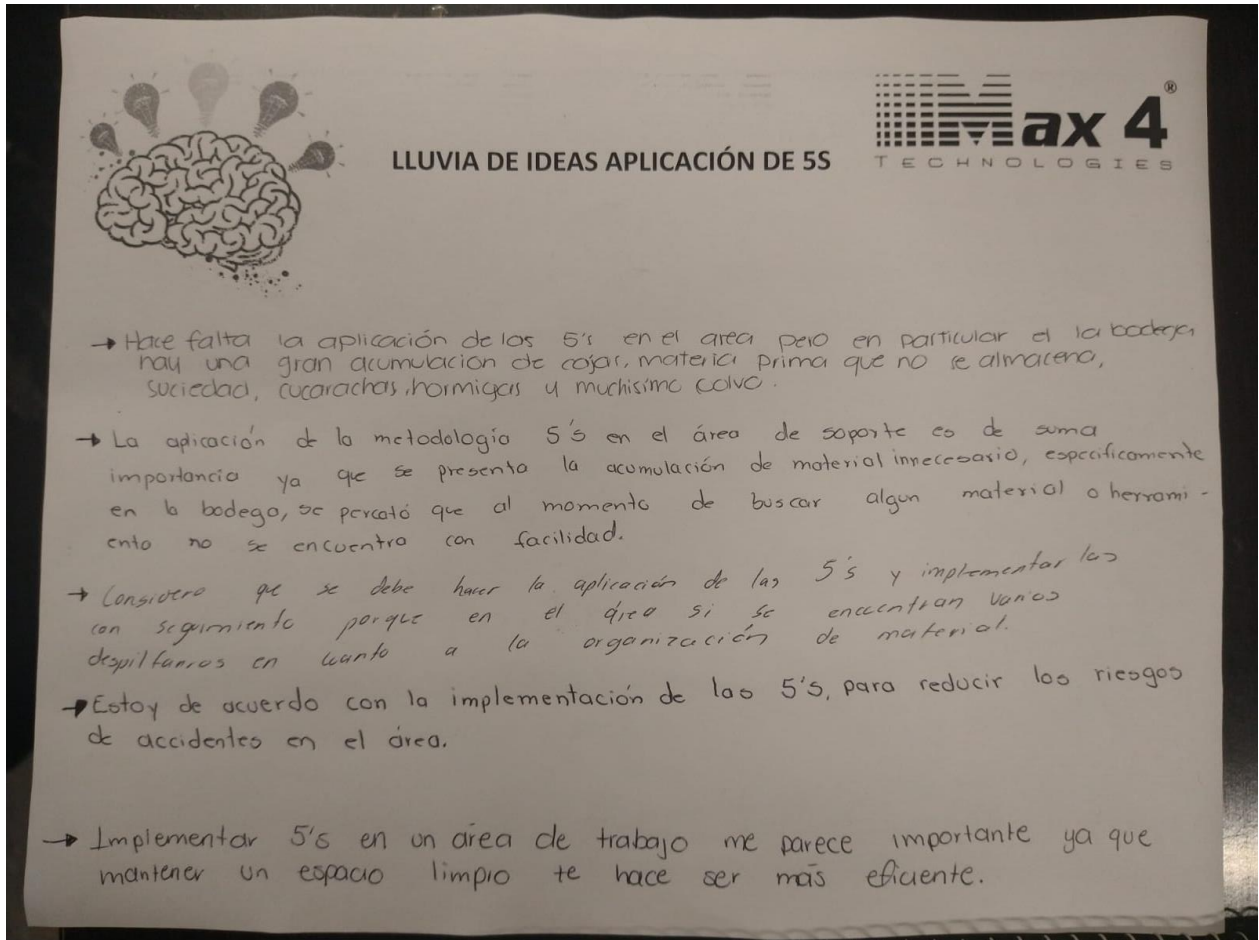 Max 4®
TECHNOLOGIES
LLUVIA DE IDEAS APLICACIÓN DE 5S
→ Hace falta la aplicación de las 5's en el area pero en particular el la bodega
hay una gran acumulación de cajas, materia prima que no se almaceno,
suciedad, cucarachas, hormigas y muchisimo polvo.
→ La aplicación de la metodología 5's en el área de soporte es de suma
importancia ya que se presenta la acumulación de material innecesario, especificamente
en la bodega, se percató que al momento de buscar algun material o herrami-
enta no se encuentra con facilidad.
→ Considero que se debe hacer la aplicación de las 5's y implementar las
con seguimiento porque en el área si se encuentran varios
despilfarros en cuanto a la organización de material.
→ Estoy de acuerdo con la implementación de las 5's, para reducir los riesgos
de accidentes en el área.
→ Implementar 5's en un área de trabajo me parece importante ya que
mantener un espacio limpio te hace ser más eficiente.